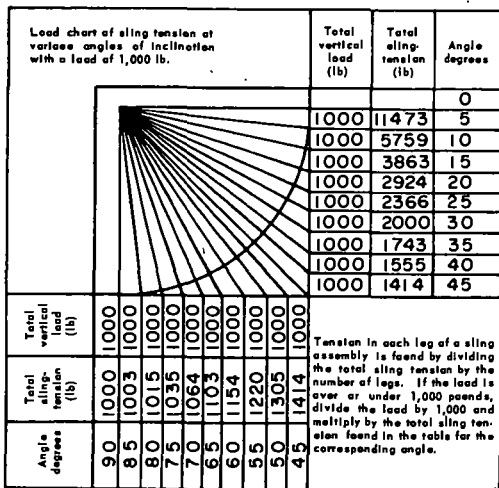 Load chart of sling tension at
various angles of inclination
with a load of 1,000 lb.
Total
vertical
load
(lb)
Total
sling-
tension
(lb)
Angle
degrees
0
1000 11473 5
1000 5759 10
1000 3863 15
1000 2924 20
1000 2366 25
1000 2000 30
1000 1743 35
1000 1555 40
1000 1414 45
Total
vertical
load
(lb)
1000 1000 1000 1000 1000 1000 1000 1000 1000 1000
Total
sling-
tension
(lb)
1000 1003 1015 1035 1064 1103 1154 1220 1305 1414
Angle
degrees
90 85 80 75 70 65 60 55 50 45
Tension in each leg of a sling
assembly is found by dividing
the total sling tension by the
number of legs. If the load is
over or under 1,000 pounds,
divide the load by 1,000 and
multiply by the total sling ten-
sion found in the table for the
corresponding angle.